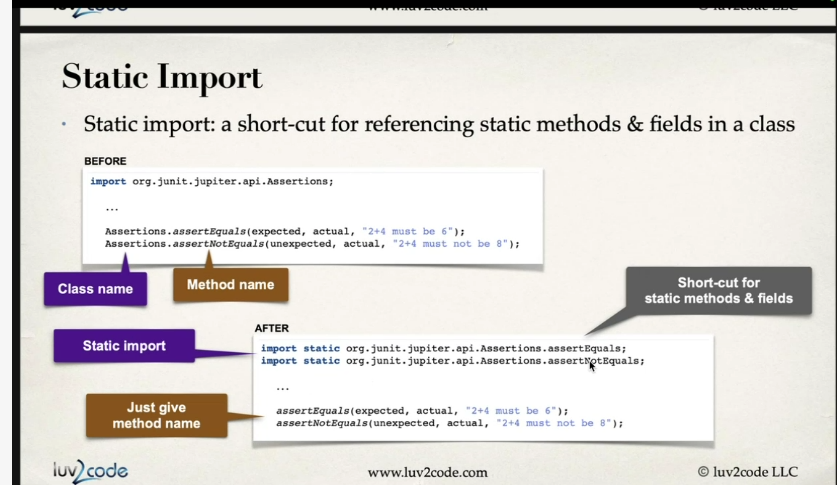 luv2code www.luv2code.com © luv2code LLC
Static Import
• Static import: a short-cut for referencing static methods & fields in a class
BEFORE
import org.junit.jupiter.api.Assertions;
...
Assertions.assertEquals(expected, actual, "2+4 must be 6");
Assertions.assertNotEquals(unexpected, actual, "2+4 must not be 8");
Class name
Method name
Short-cut for
static methods & fields
Static import
AFTER
import static org.junit.jupiter.api.Assertions.assertEquals;
import static org.junit.jupiter.api.Assertions.assertNotEquals;
...
Just give
method name
assertEquals(expected, actual, "2+4 must be 6");
assertNotEquals(unexpected, actual, "2+4 must not be 8");
luv2code www.luv2code.com © luv2code LLC